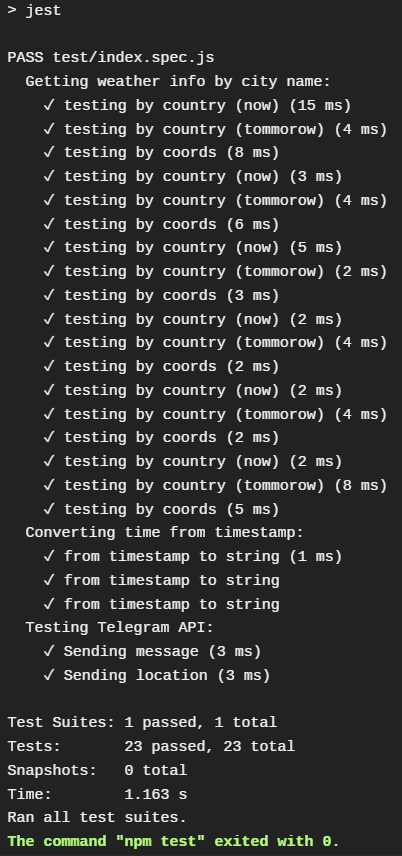 > jest
PASS test/index.spec.js
Getting weather info by city name:
✓ testing by country (now) (15 ms)
✓ testing by country (tommorow) (4 ms)
✓ testing by coords (8 ms)
✓ testing by country (now) (3 ms)
✓ testing by country (tommorow) (4 ms)
✓ testing by coords (6 ms)
✓ testing by country (now) (5 ms)
✓ testing by country (tommorow) (2 ms)
✓ testing by coords (3 ms)
✓ testing by country (now) (2 ms)
✓ testing by country (tommorow) (4 ms)
✓ testing by coords (2 ms)
✓ testing by country (now) (2 ms)
✓ testing by country (tommorow) (4 ms)
✓ testing by coords (2 ms)
✓ testing by country (now) (2 ms)
✓ testing by country (tommorow) (8 ms)
✓ testing by coords (5 ms)
Converting time from timestamp:
✓ from timestamp to string (1 ms)
✓ from timestamp to string
✓ from timestamp to string
Testing Telegram API:
✓ Sending message (3 ms)
✓ Sending location (3 ms)
Test Suites: 1 passed, 1 total
Tests:       23 passed, 23 total
Snapshots:   0 total
Time:        1.163 s
Ran all test suites.
The command "npm test" exited with 0.